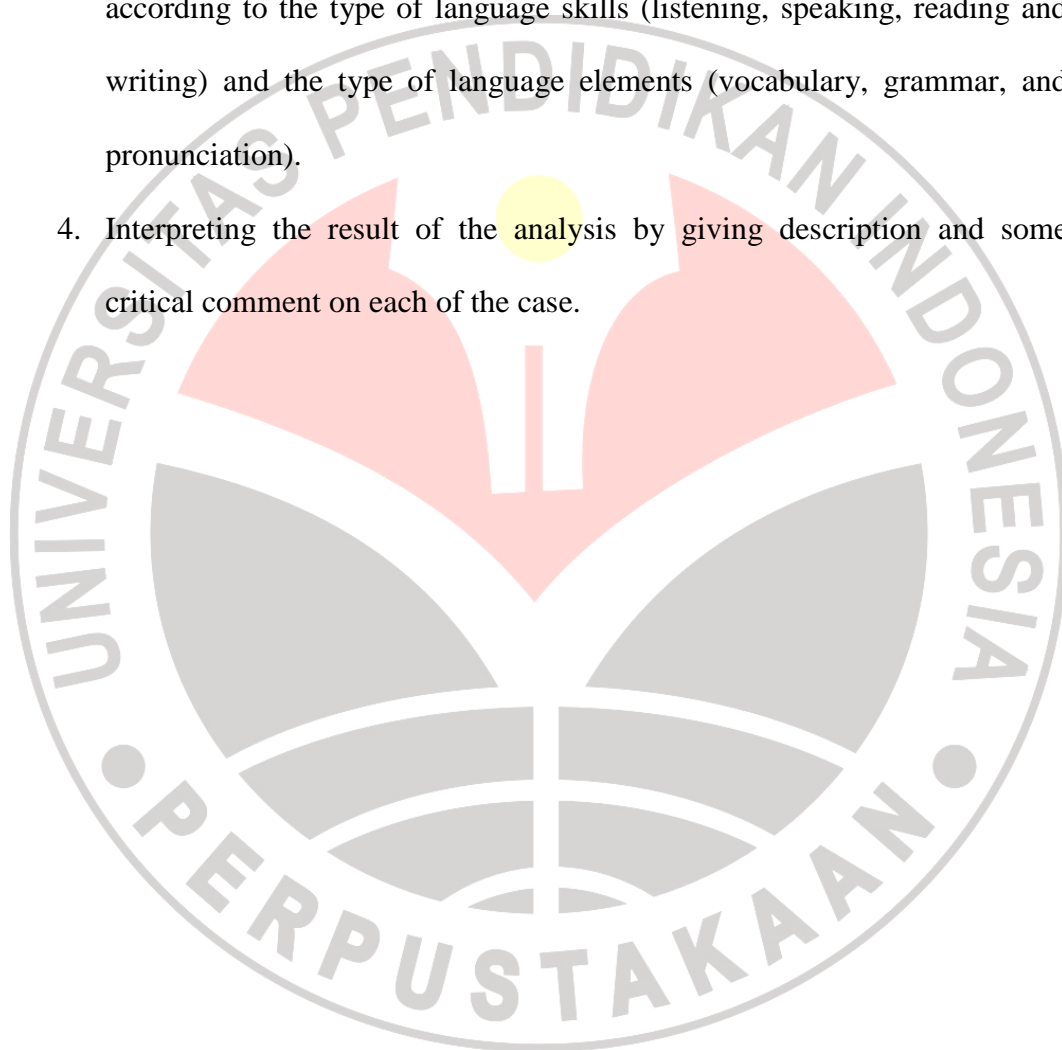 according to the type of language skills (listening, speaking, reading and
writing) and the type of language elements (vocabulary, grammar, and
pronunciation).
4. Interpreting the result of the analysis by giving description and some
critical comment on each of the case.
UNIVERSITAS PENDIDIKAN INDONESIA
PERPUSTAKAAN